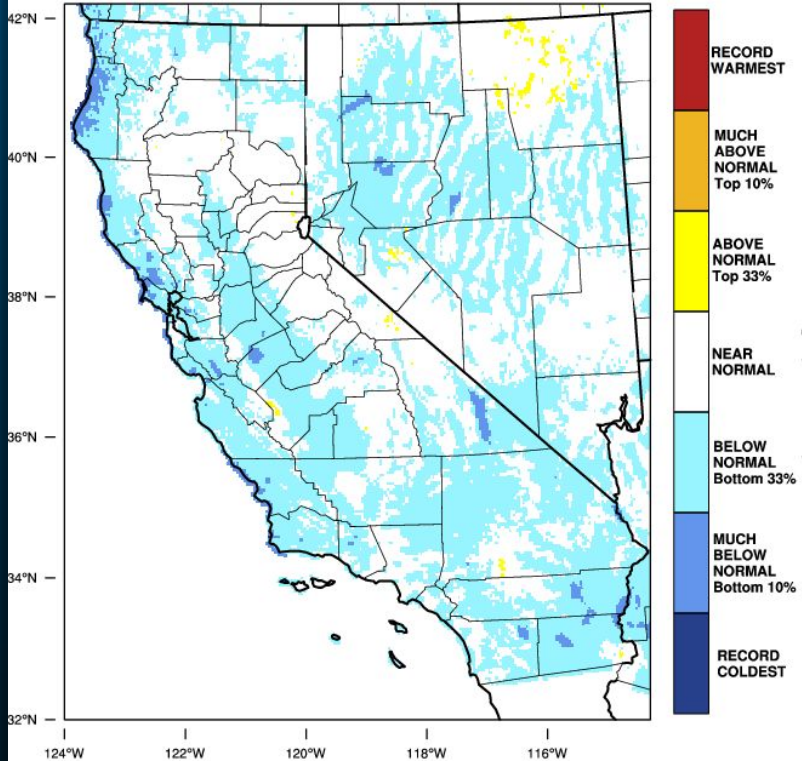 42°N
40°N
38°N
36°N
34°N
32°N
124°W
122°W
120°W
118°W
116°W
RECORD
WARMEST
MUCH
ABOVE
NORMAL
Top 10%
ABOVE
NORMAL
Top 33%
NEAR
NORMAL
BELOW
NORMAL
Bottom 33%
MUCH
BELOW
NORMAL
Bottom 10%
RECORD
COLDEST